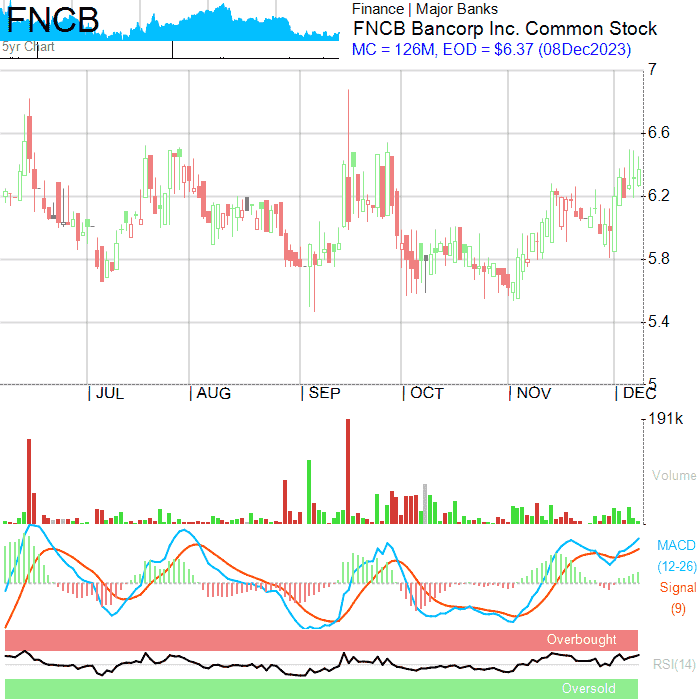 FNCB
5yr Chart
Finance | Major Banks
FNCB Bancorp Inc. Common Stock
MC = 126M, EOD = $6.37 (08Dec2023)
7
6.6
6.2
5.8
5.4
5
JUL
AUG
SEP
OCT
NOV
DEC
191k
Volume
MACD
(12-26)
Signal
(9)
Overbought
RSI(14)
Oversold